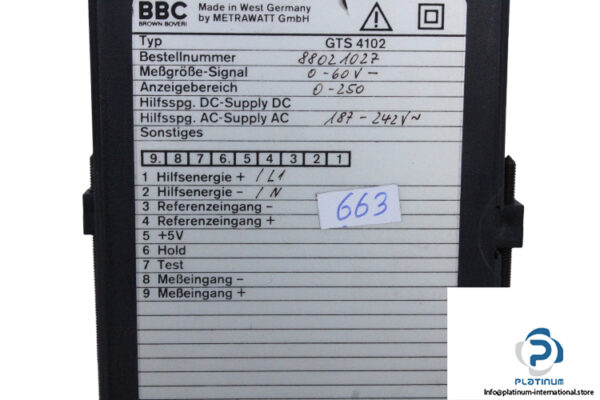 BBC
BROWN BOVERI
Made in West Germany
by METRAWATT GmbH
Typ GTS 4102
Bestellnummer 88021027
Meßgröße-Signal 0-60V⎓
Anzeigebereich 0-250
Hilfsspg. DC-Supply DC
Hilfsspg. AC-Supply AC 187-242V~
Sonstiges
9. 8 7 6. 5 4 3 2 1
1 Hilfsenergie + /L1
2 Hilfsenergie - /N
3 Referenzeingang -
4 Referenzeingang +
5 +5V
6 Hold
7 Test
8 Meßeingang -
9 Meßeingang +
663
PLATINUM
Info@platinum-international.store